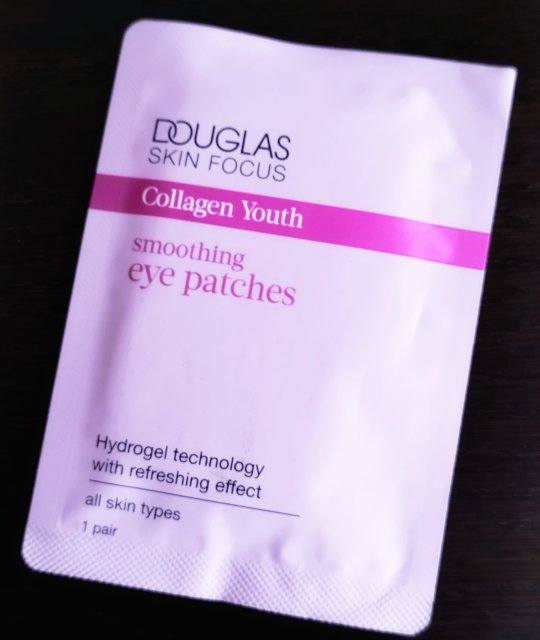 DOUGLAS
SKIN FOCUS
Collagen Youth
smoothing
eye patches
Hydrogel technology
with refreshing effect
all skin types
1 pair